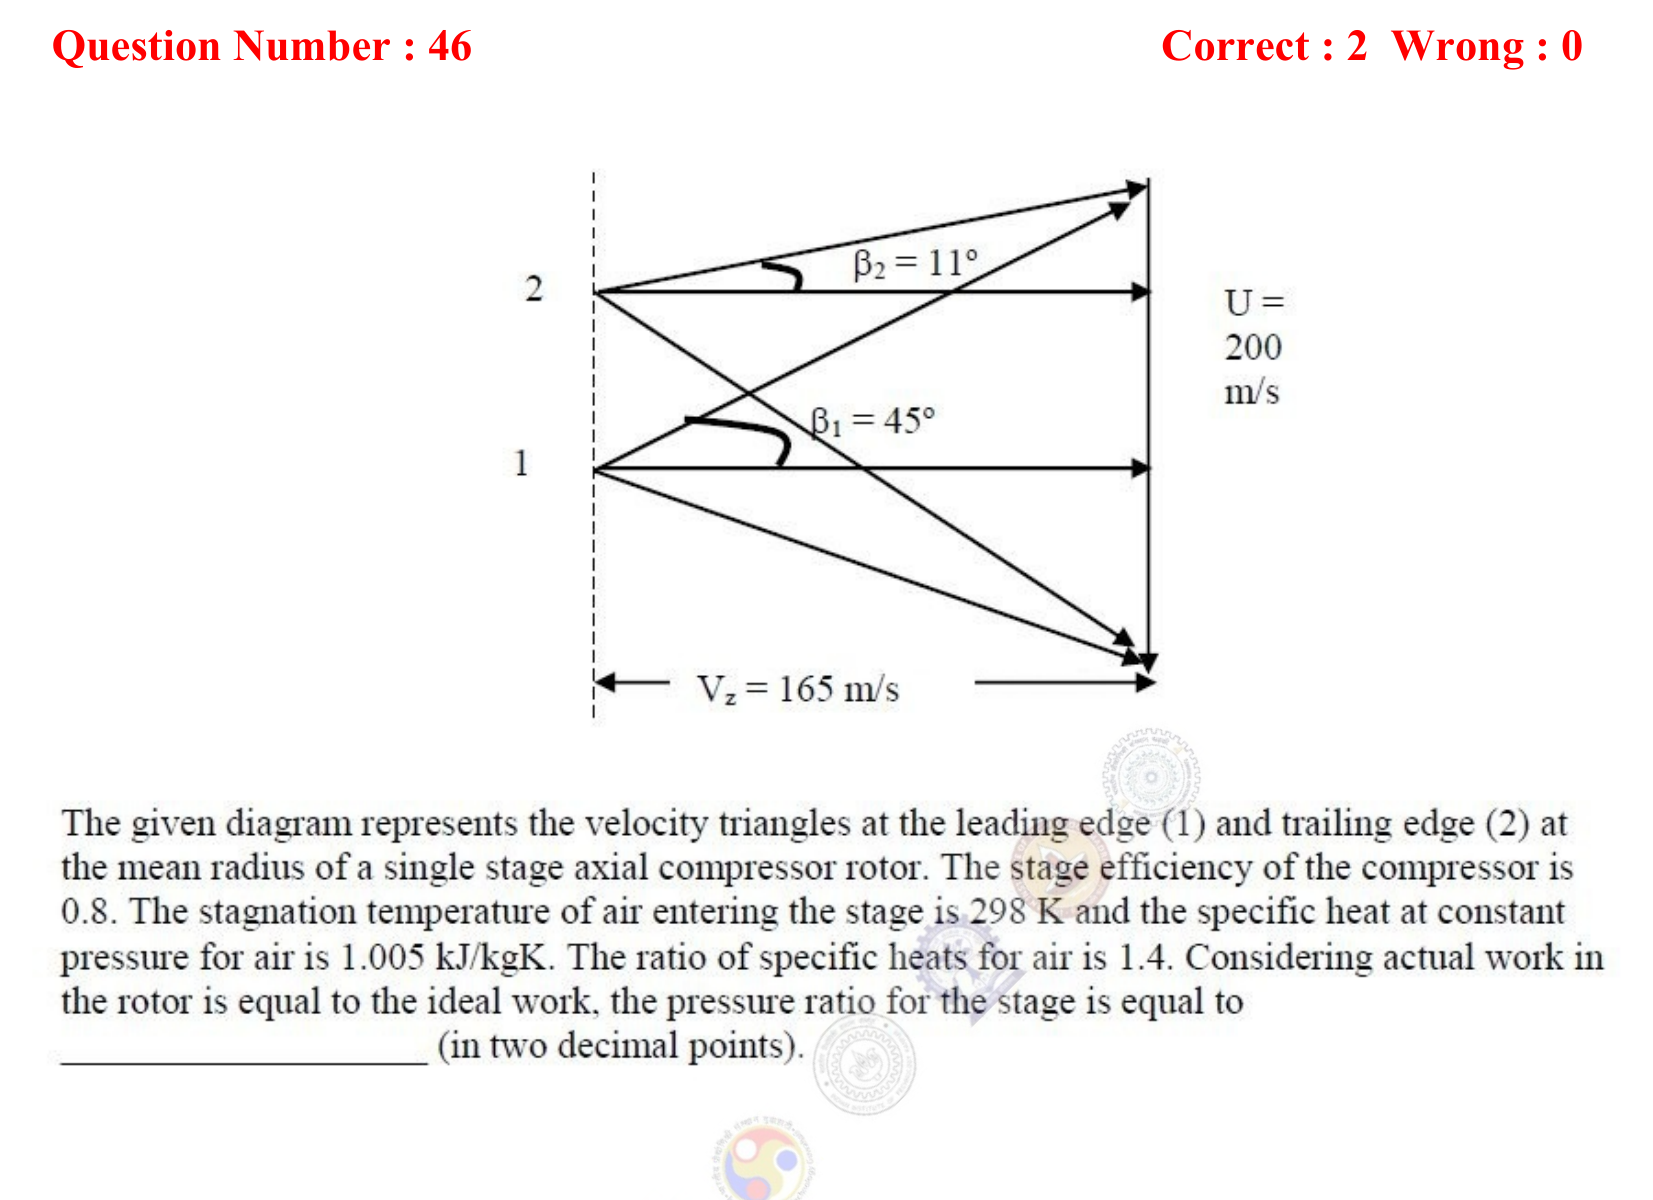 Question Number : 46 Correct : 2 Wrong : 0
β₂ = 11º
2
U =
200
m/s
β₁ = 45º
1
V_z = 165 m/s
The given diagram represents the velocity triangles at the leading edge (1) and trailing edge (2) at
the mean radius of a single stage axial compressor rotor. The stage efficiency of the compressor is
0.8. The stagnation temperature of air entering the stage is 298 K and the specific heat at constant
pressure for air is 1.005 kJ/kgK. The ratio of specific heats for air is 1.4. Considering actual work in
the rotor is equal to the ideal work, the pressure ratio for the stage is equal to
____________________ (in two decimal points).